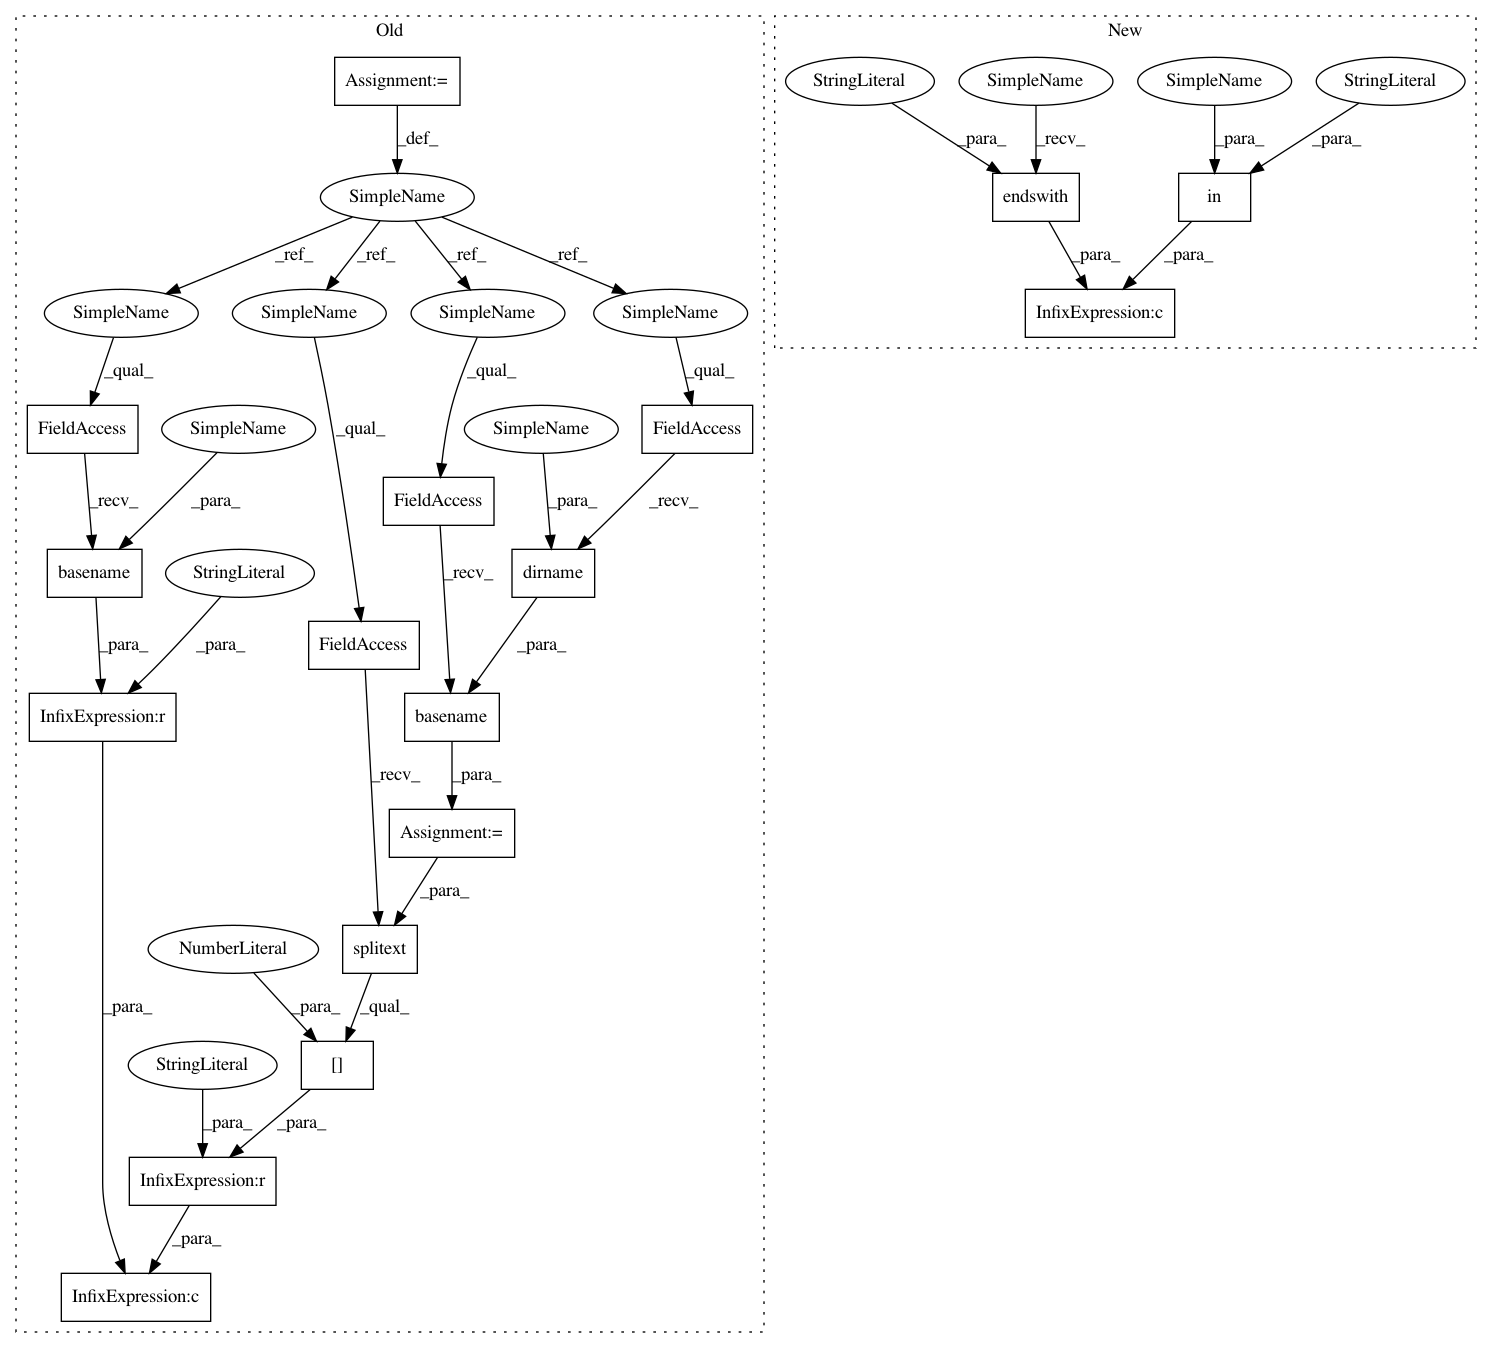 Old
New
Assignment:=
StringLiteral
SimpleName
SimpleName
StringLiteral
_def_
_para_
_recv_
_para_
_para_
SimpleName
endswith
in
_ref_
_ref_
_ref_
_ref_
_para_
_para_
SimpleName
SimpleName
SimpleName
SimpleName
InfixExpression:c
_qual_
_qual_
_qual_
FieldAccess
SimpleName
_qual_
SimpleName
FieldAccess
_recv_
_para_
FieldAccess
_para_
_recv_
basename
StringLiteral
_recv_
dirname
_para_
_para_
FieldAccess
_para_
InfixExpression:r
basename
_recv_
_para_
Assignment:=
_para_
NumberLiteral
splitext
_para_
_para_
_qual_
StringLiteral
[]
_para_
_para_
InfixExpression:r
_para_
InfixExpression:c